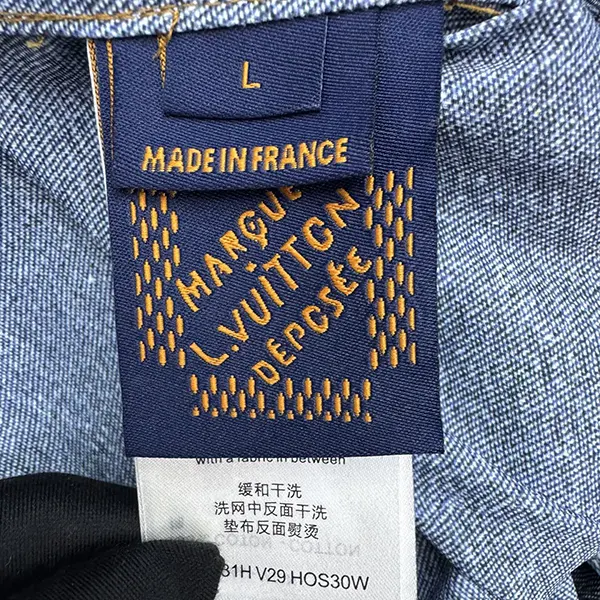 L
MADE IN FRANCE
MARQUE
L.VUITTON
DÉPOSÉE
with a fabric in between
缓和干洗
洗网中反面干洗
垫布反面熨烫
COTON - COTTON
31H V29 HOS30W